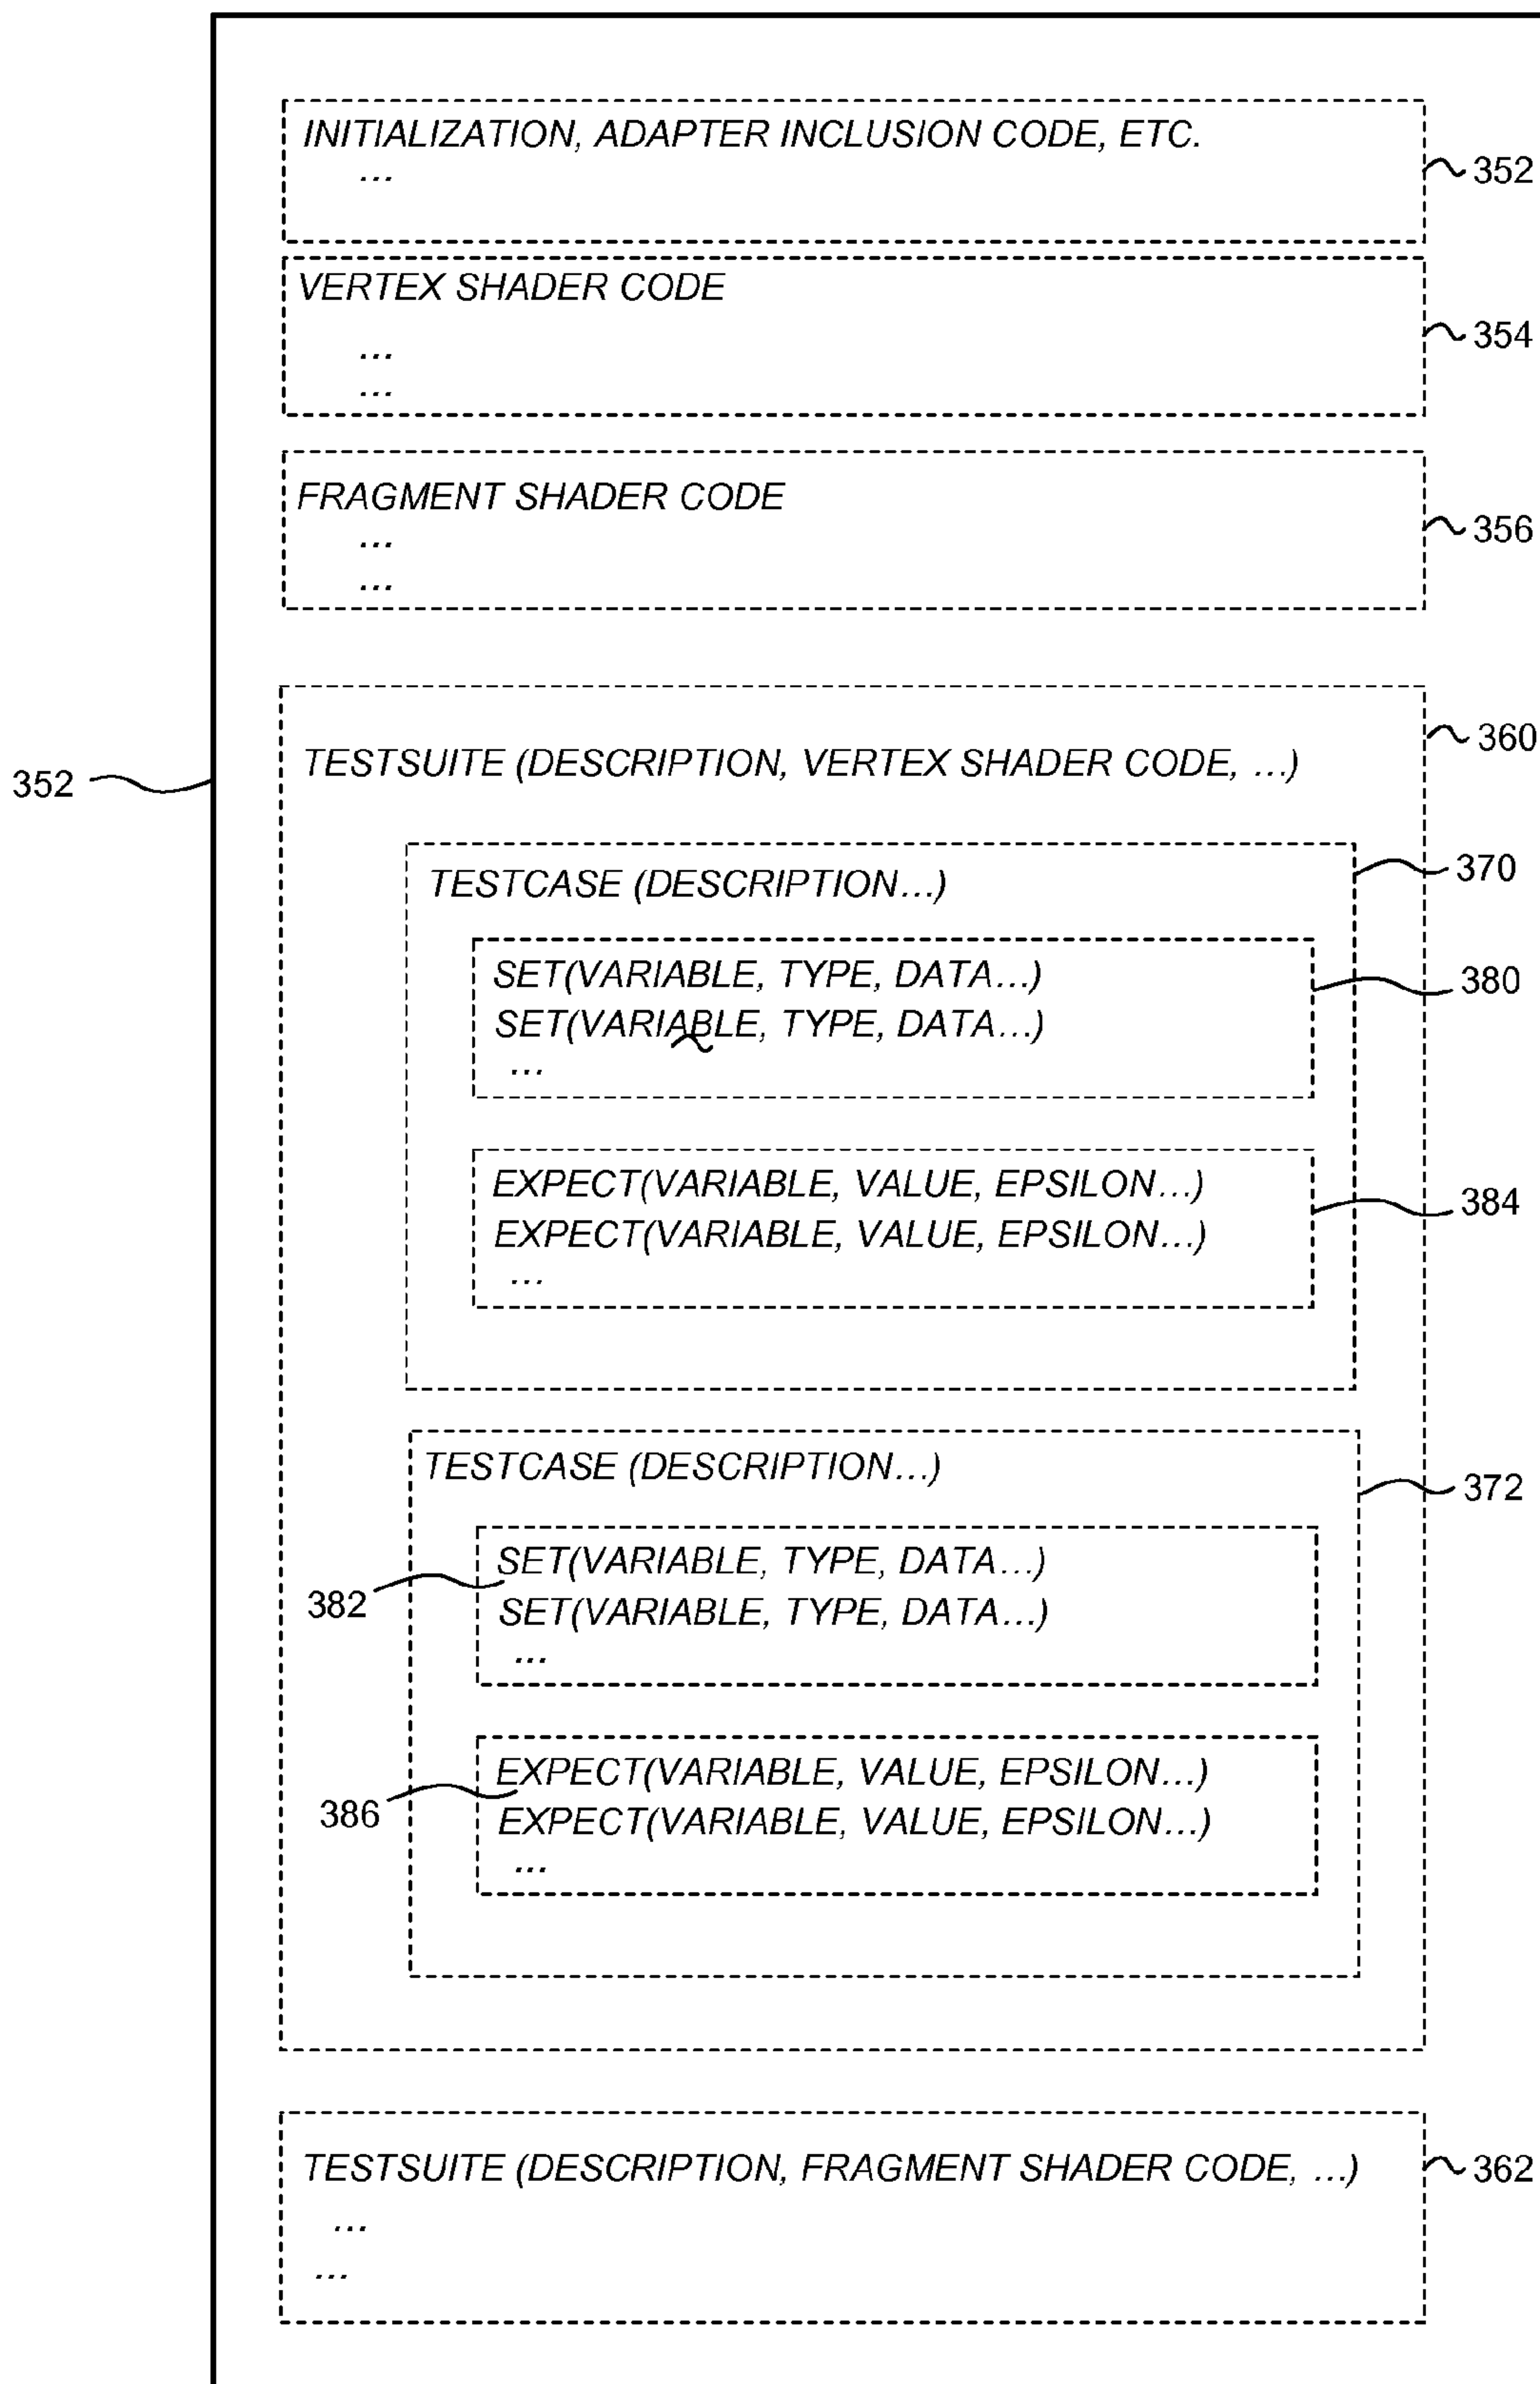 INITIALIZATION, ADAPTER INCLUSION CODE, ETC.
...
352
VERTEX SHADER CODE
354
...
...
FRAGMENT SHADER CODE
356
...
...
360
TESTSUITE (DESCRIPTION, VERTEX SHADER CODE, ...)
352
370
TESTCASE (DESCRIPTION...)
SET(VARIABLE, TYPE, DATA...)
380
SET(VARIABLE, TYPE, DATA...)
...
EXPECT(VARIABLE, VALUE, EPSILON...)
384
EXPECT(VARIABLE, VALUE, EPSILON...)
...
TESTCASE (DESCRIPTION...)
372
SET(VARIABLE, TYPE, DATA...)
382
SET(VARIABLE, TYPE, DATA...)
...
EXPECT(VARIABLE, VALUE, EPSILON...)
386
EXPECT(VARIABLE, VALUE, EPSILON...)
...
TESTSUITE (DESCRIPTION, FRAGMENT SHADER CODE, ...)
362
...
...